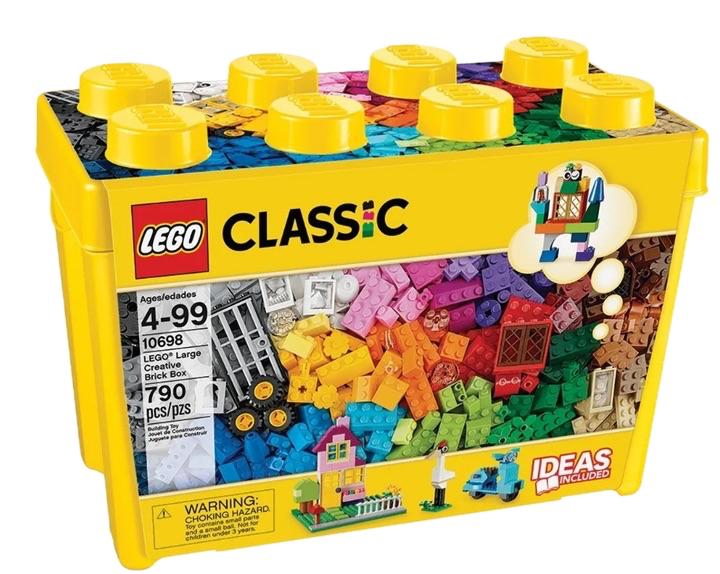 LEGO
CLASSiC
Ages/edades
4-99
10698
LEGO® Large
Creative
Brick Box
790
pcs/pzs
Building Toy
Jouet de Construction
Juguete para Construir
IDEAS
INCLUDED
WARNING:
CHOKING HAZARD.
Toy contains small parts
and a small ball. Not for
children under 3 years.